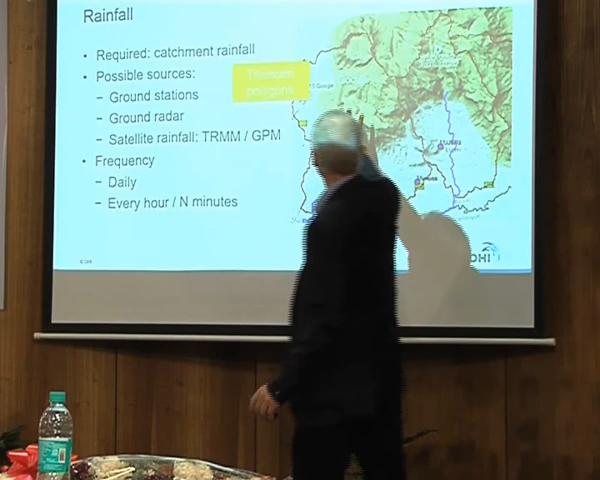 Rainfall
• Required: catchment rainfall
• Possible sources:
– Ground stations
– Ground radar
– Satellite rainfall: TRMM / GPM
• Frequency
– Daily
– Every hour / N minutes
Thiessen
polygons
© DHI
DHI